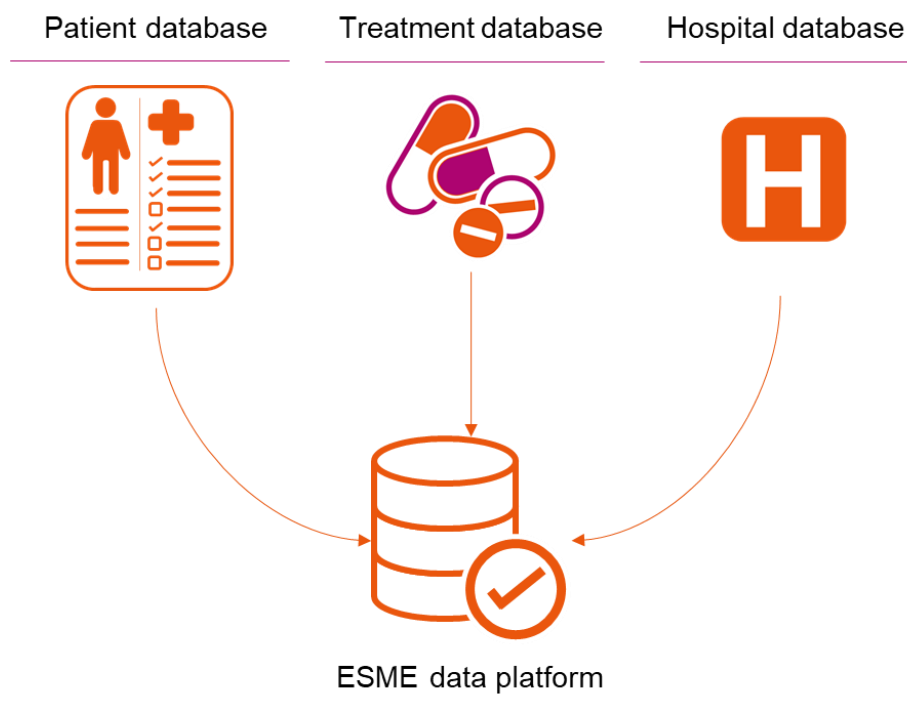 Patient database
Treatment database
Hospital database
H
ESME data platform